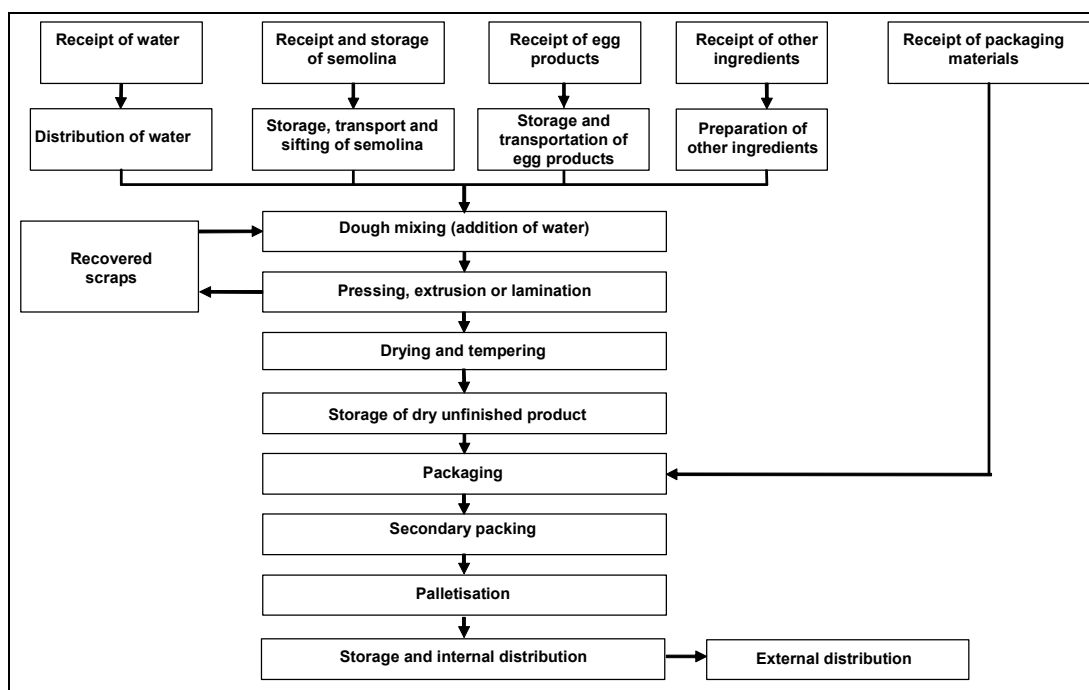 Receipt of water
Receipt and storage
of semolina
Receipt of egg
products
Receipt of other
ingredients
Receipt of packaging
materials
Distribution of water
Storage, transport and
sifting of semolina
Storage and
transportation of
egg products
Preparation of
other ingredients
Dough mixing (addition of water)
Recovered
scraps
Pressing, extrusion or lamination
Drying and tempering
Storage of dry unfinished product
Packaging
Secondary packing
Palletisation
Storage and internal distribution
External distribution